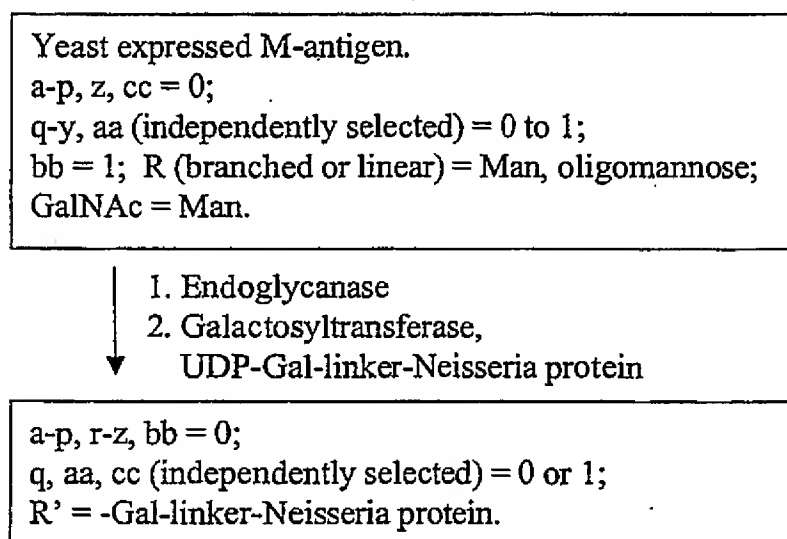 Yeast expressed M-antigen.
a-p, z, cc = 0;
q-y, aa (independently selected) = 0 to 1;
bb = 1; R (branched or linear) = Man, oligomannose;
GalNAc = Man.
1. Endoglycanase
2. Galactosyltransferase,
UDP-Gal-linker-Neisseria protein
a-p, r-z, bb = 0;
q, aa, cc (independently selected) = 0 or 1;
R' = -Gal-linker-Neisseria protein.